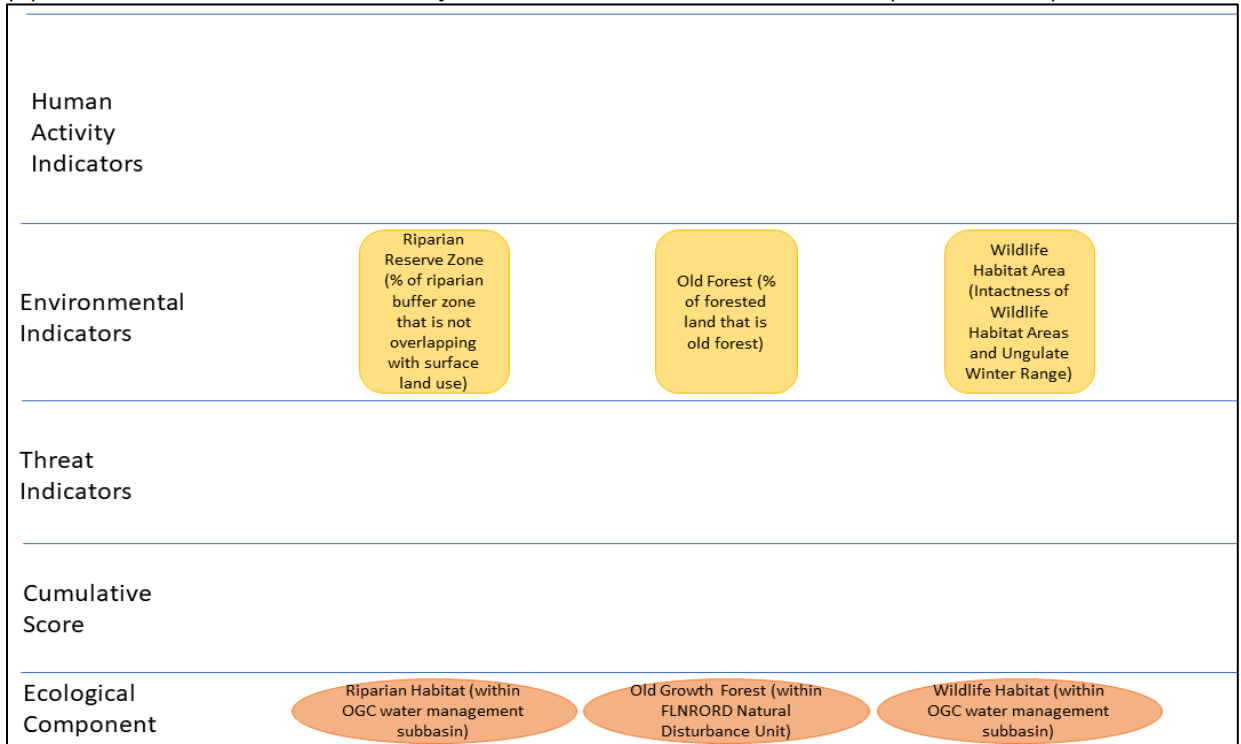 Human
Activity
Indicators
Environmental
Indicators
Riparian
Reserve Zone
(% of riparian
buffer zone
that is not
overlapping
with surface
land use)
Old Forest (%
of forested
land that is
old forest)
Wildlife
Habitat Area
(Intactness of
Wildlife
Habitat Areas
and Ungulate
Winter Range)
Threat
Indicators
Cumulative
Score
Ecological
Component
Riparian Habitat (within
OGC water management
subbasin)
Old Growth Forest (within
FLNRORD Natural
Disturbance Unit)
Wildlife Habitat (within
OGC water management
subbasin)